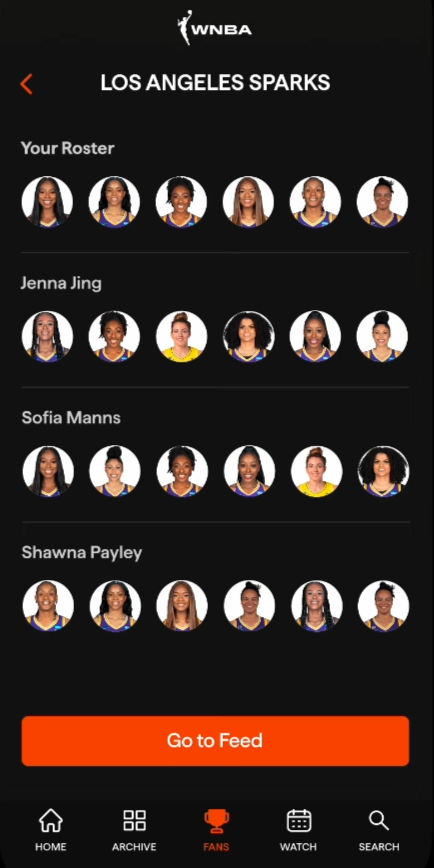 WNBA
LOS ANGELES SPARKS
Your Roster
Jenna Jing
Sofia Manns
Shawna Payley
Go to Feed
HOME
ARCHIVE
FANS
WATCH
SEARCH